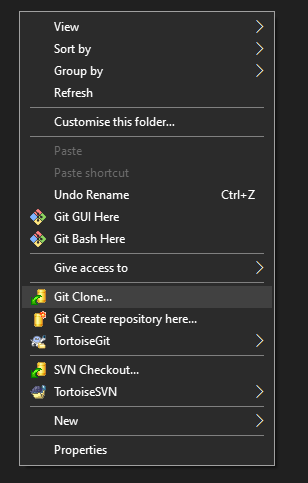 View
Sort by
Group by
Refresh
Customise this folder...
Paste
Paste shortcut
Undo Rename Ctrl+Z
Git GUI Here
Git Bash Here
Give access to
Git Clone...
Git Create repository here...
TortoiseGit
SVN Checkout...
TortoiseSVN
New
Properties